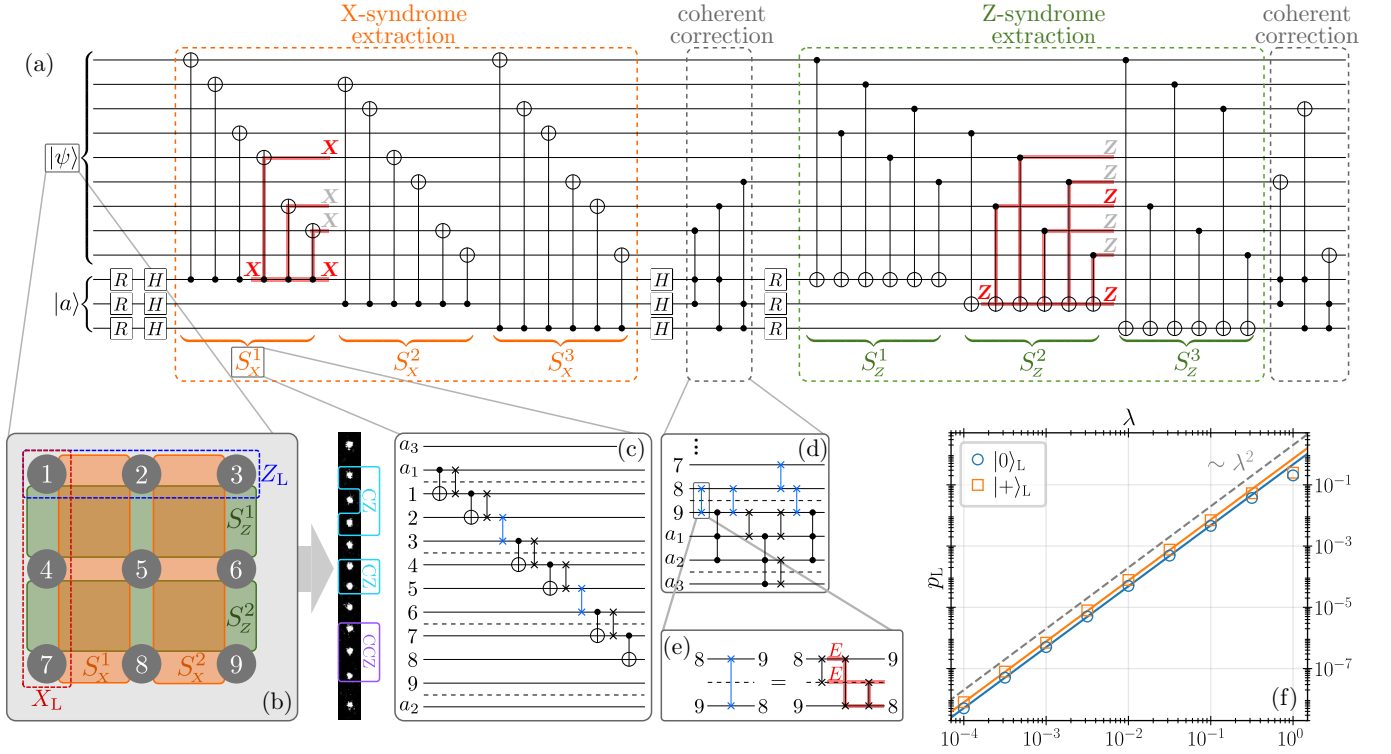 X-syndrome
extraction
coherent
correction
Z-syndrome
extraction
coherent
correction
(a)
|ψ⟩
X
X
X
X
X
Z
Z
Z
Z
Z
Z
Z
|a⟩
R H H R
R H H R
R H H R
S_X^1 S_X^2 S_X^3 S_Z^1 S_Z^2 S_Z^3
1 2 3 Z_L
S_Z^1
4 5 6
S_Z^2
7 8 9
S_X^1 S_X^2
X_L (b)
CZ
CZ
CCZ
(c)
a_3
a_1
1
2
3
4
5
6
7
8
9
a_2
(d)
⋮
7
8
9
a_1
a_2
a_3
(e)
8 9 = 8 E 9
E
9 8 9 8
λ
|0⟩_L
|+⟩_L
~ λ^2
p_L
10^-1
10^-3
10^-5
10^-7
(f)
10^-4 10^-3 10^-2 10^-1 10^0